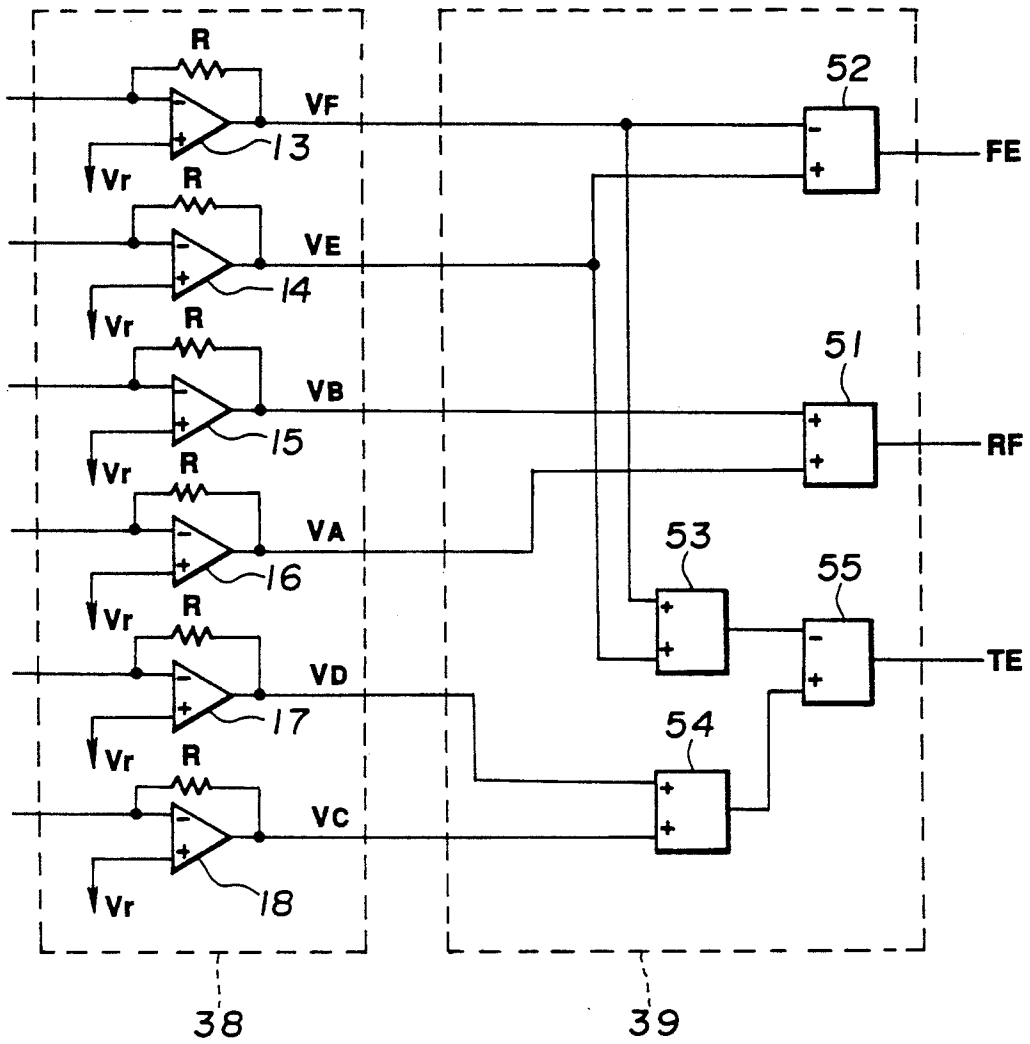 R
52
VF
-
-
+
13
FE
Vr
+
R
VE
-
+
14
Vr
R
51
VB
-
+
+
15
RF
Vr
+
R
VA
-
53
+
16
55
Vr
+
R
-
VD
+
TE
-
+
+
17
54
Vr
R
+
VC
-
+
+
18
Vr
38
39